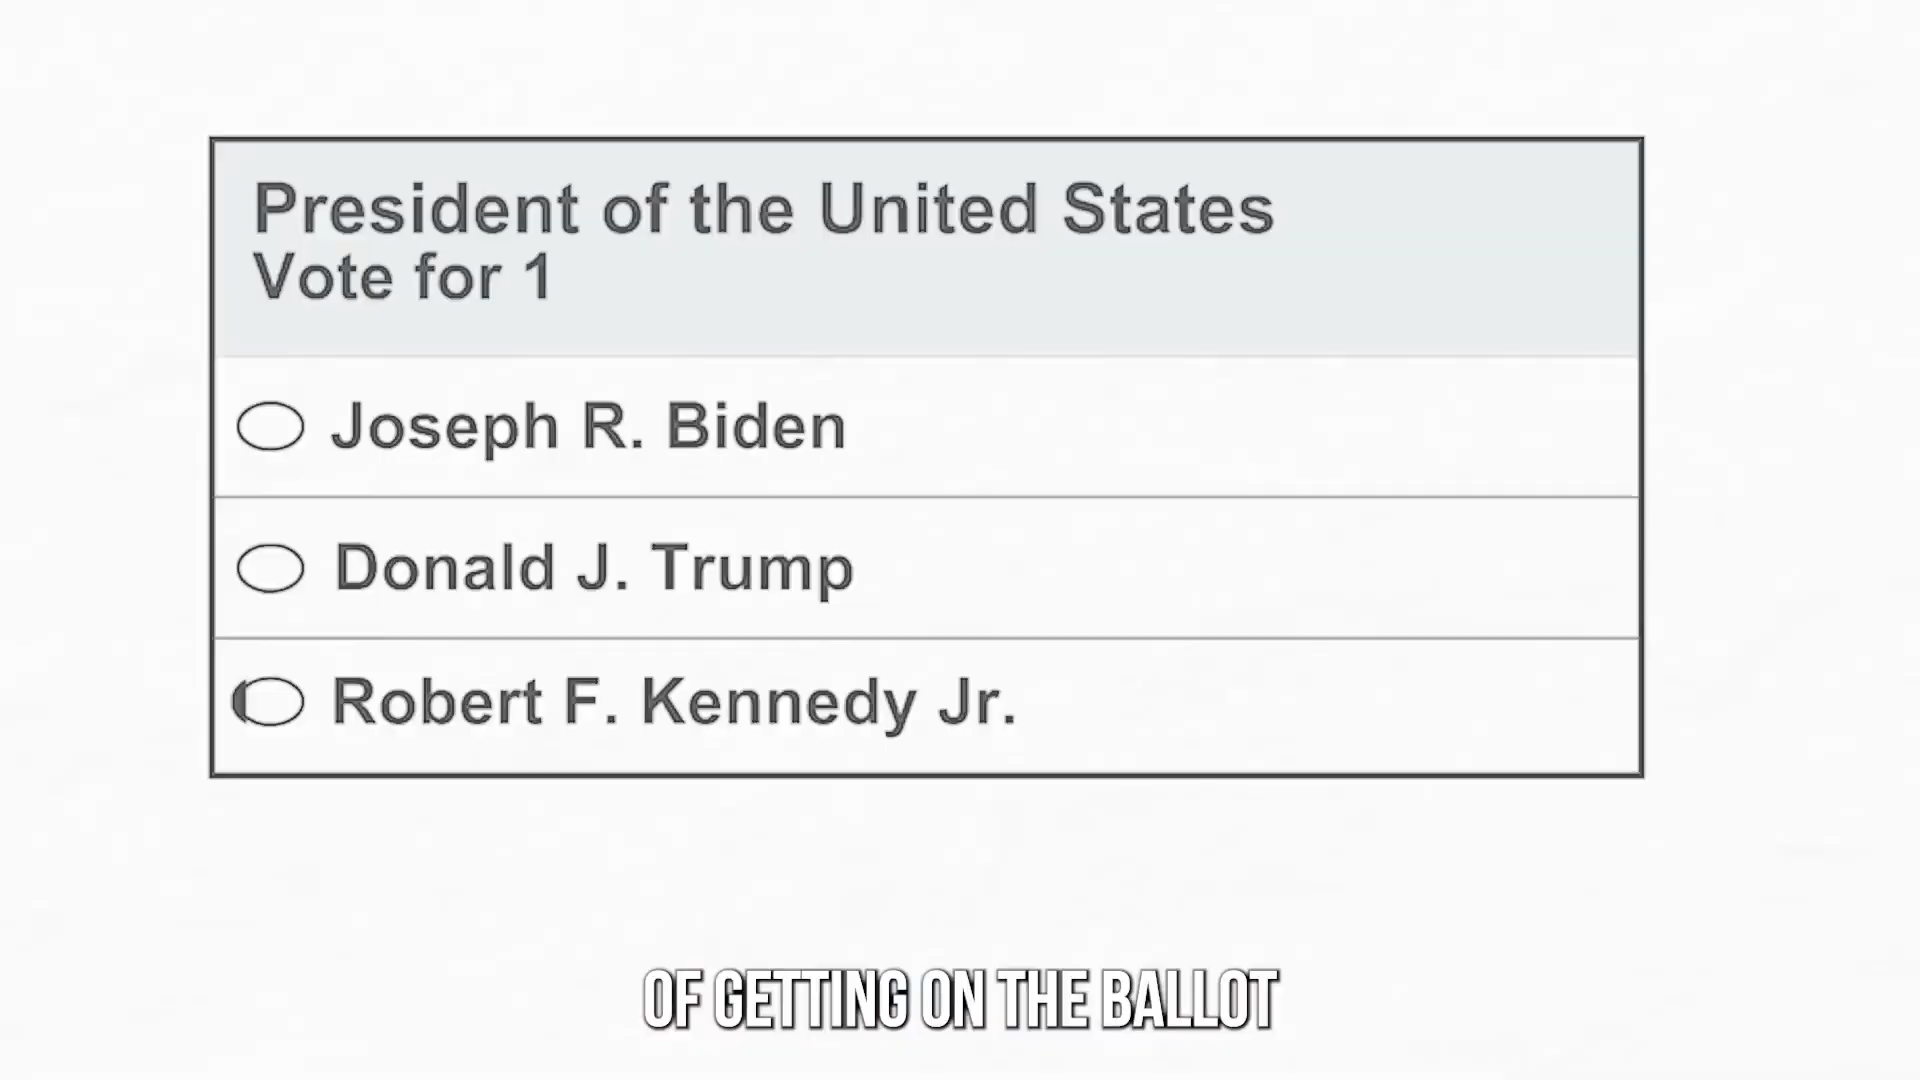 President of the United States
Vote for 1
Joseph R. Biden
Donald J. Trump
Robert F. Kennedy Jr.
OF GETTING ON THE BALLOT